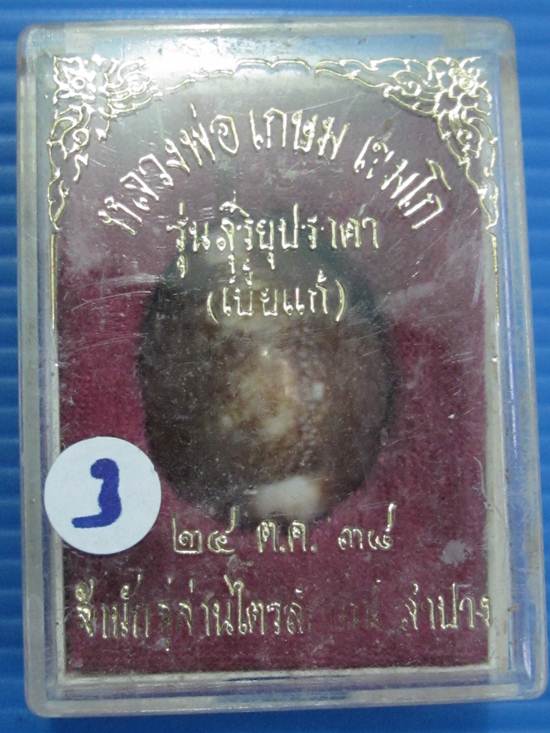 หลวงพ่อ เกษม เขมโก
รุ่นสุริยุปราคา
(เบี้ยแก้)
๒๔ ต.ค. ๓๘
ลำปาง